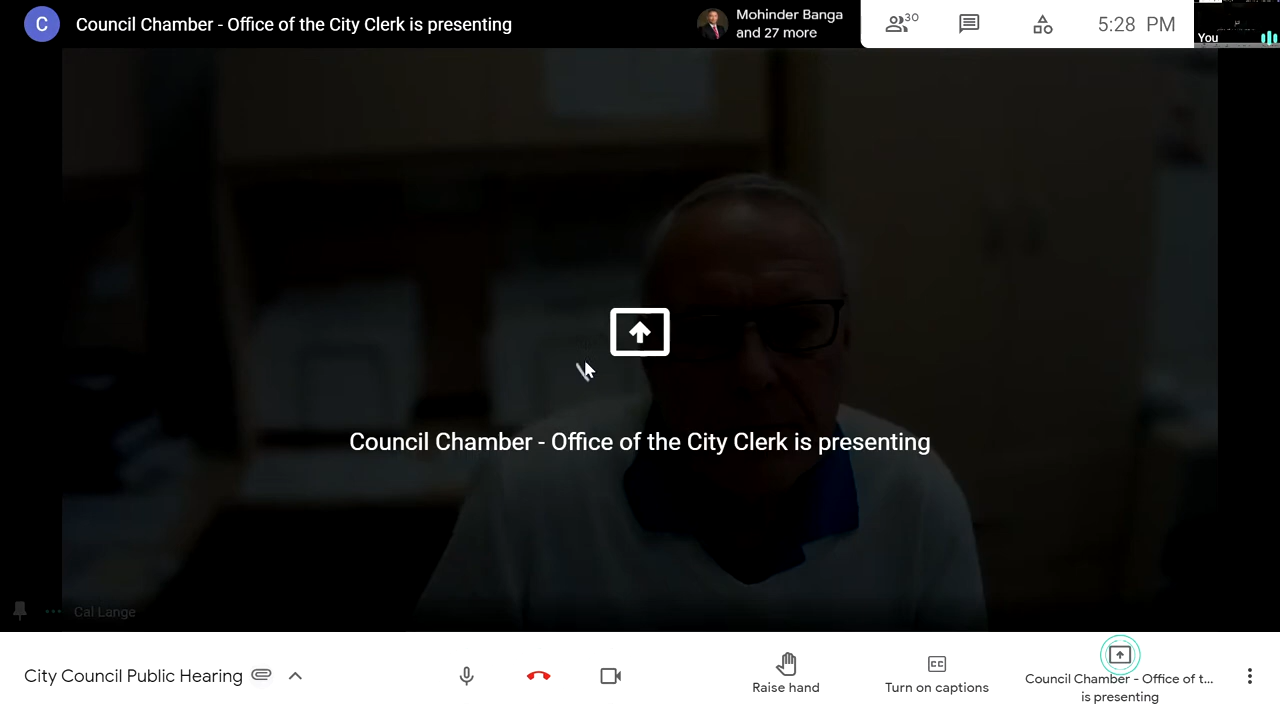 C
Council Chamber - Office of the City Clerk is presenting
Mohinder Banga
and 27 more
30
5:28 PM
You
Council Chamber - Office of the City Clerk is presenting
Cal Lange
City Council Public Hearing
Raise hand
CC
Turn on captions
Council Chamber - Office of t...
is presenting